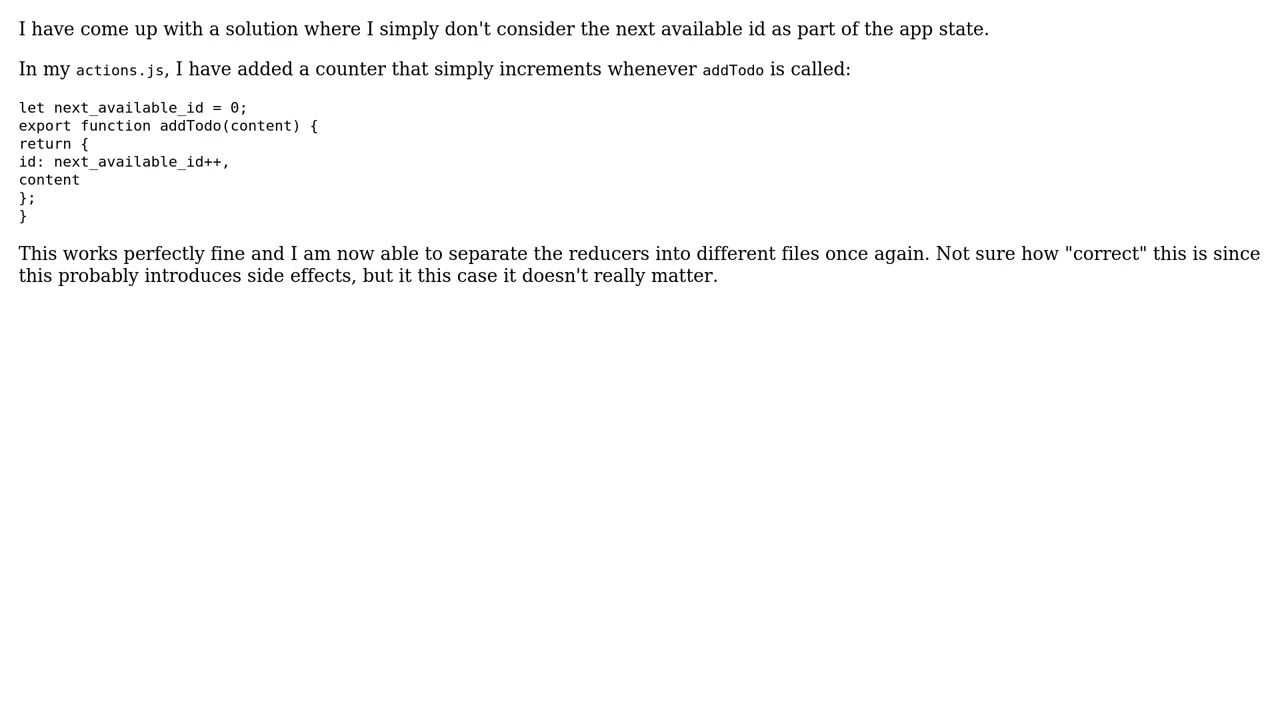 I have come up with a solution where I simply don't consider the next available id as part of the app state.
In my actions.js, I have added a counter that simply increments whenever addTodo is called:
let next_available_id = 0;
export function addTodo(content) {
return {
id: next_available_id++,
content
};
}
This works perfectly fine and I am now able to separate the reducers into different files once again. Not sure how "correct" this is since
this probably introduces side effects, but it this case it doesn't really matter.